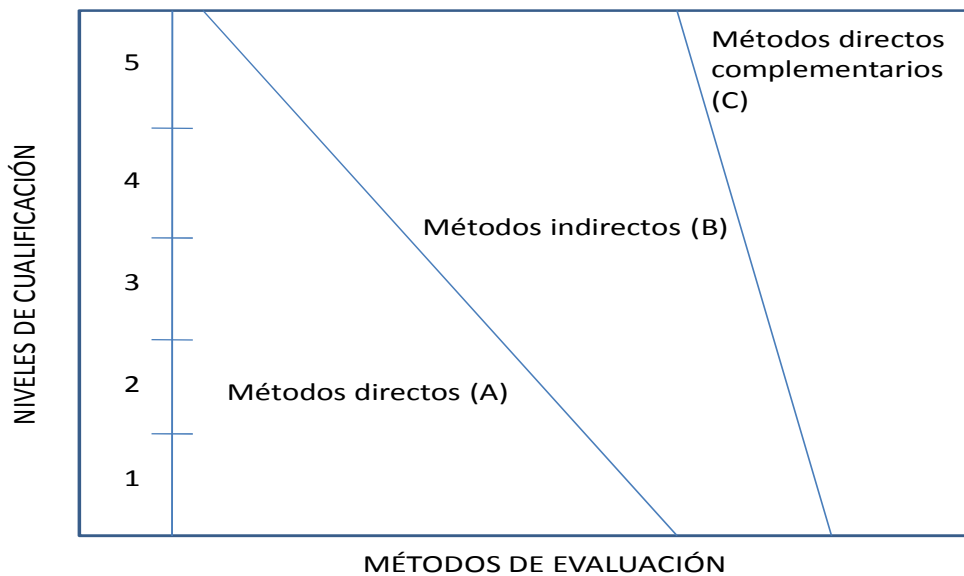 Métodos directos
complementarios
(C)
5
4
Métodos indirectos (B)
3
2
Métodos directos (A)
1
NIVELES DE CUALIFICACIÓN
MÉTODOS DE EVALUACIÓN